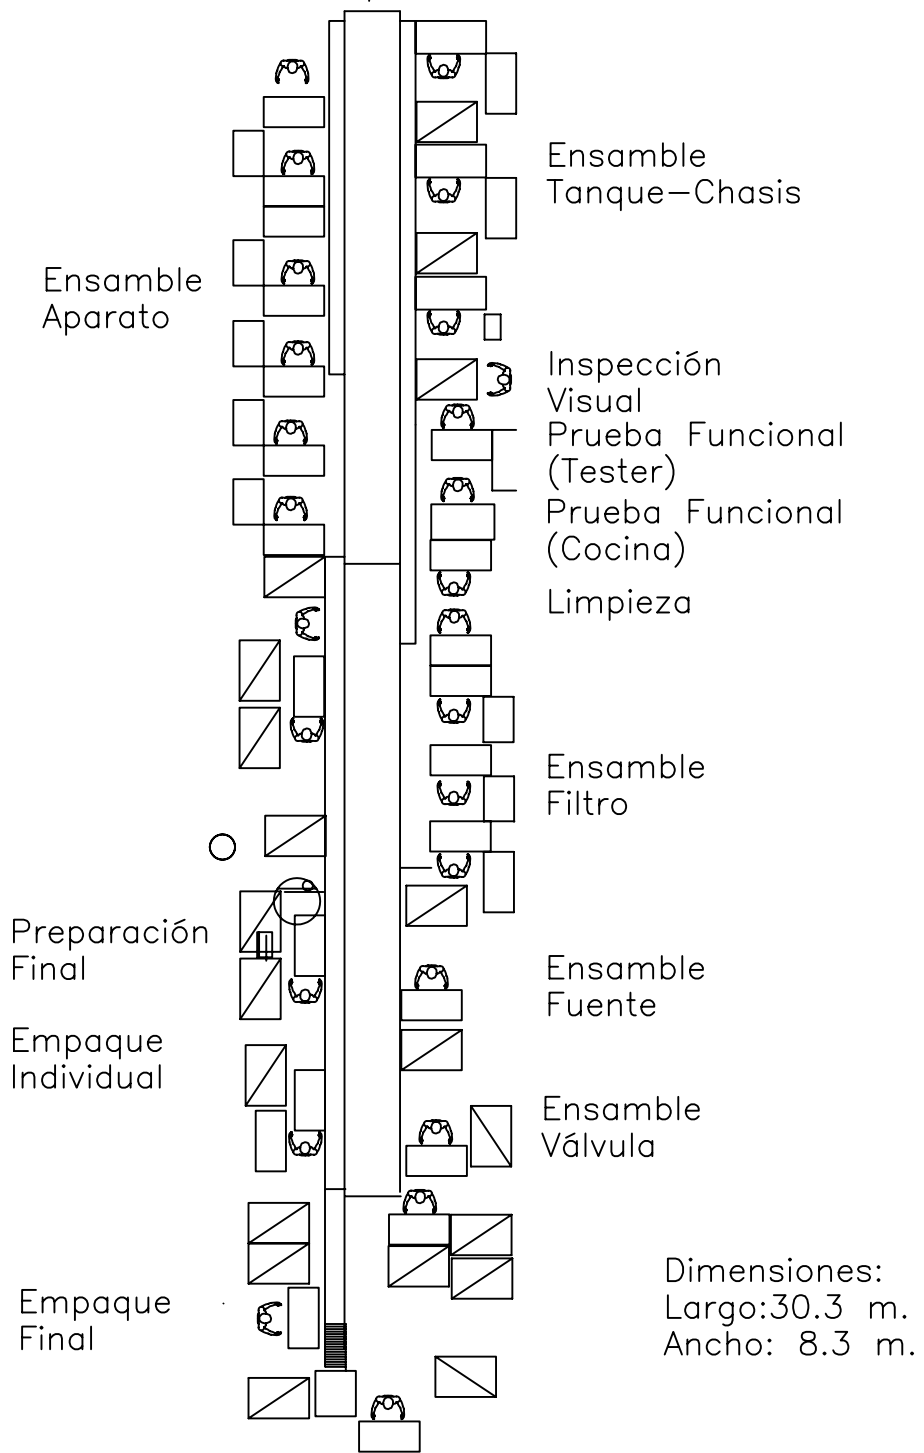 Ensamble
Tanque-Chasis
Ensamble
Aparato
Inspección
Visual
Prueba Funcional
(Tester)
Prueba Funcional
(Cocina)
Limpieza
Ensamble
Filtro
Preparación
Final
Ensamble
Fuente
Empaque
Individual
Ensamble
Válvula
Dimensiones:
Largo:30.3 m.
Ancho: 8.3 m.
Empaque
Final